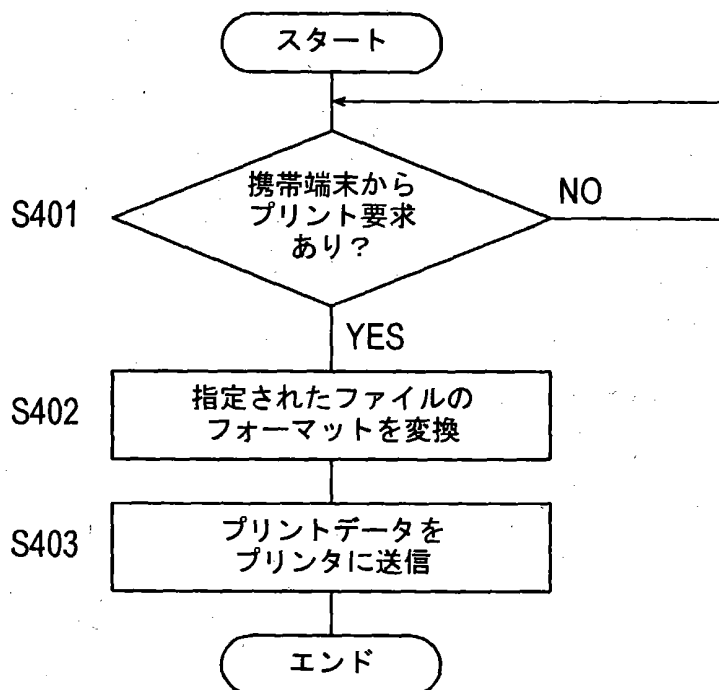 スタート
S401
携帯端末から
プリント要求
あり?
NO
YES
S402
指定されたファイルの
フォーマットを変換
S403
プリントデータを
プリンタに送信
エンド